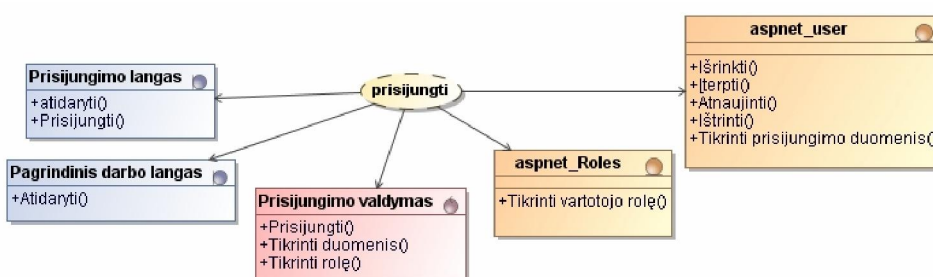 aspnet_user
+Išrinkti()
+Įterpti()
+Atnaujinti()
+Ištrinti()
+Tikrinti prisijungimo duomenis()
Prisijungimo langas
+atidaryti()
+Prisijungti()
prisijungti
Pagrindinis darbo langas
+Atidaryti()
Prisijungimo valdymas
+Prisijungti()
+Tikrinti duomenis()
+Tikrinti rolę()
aspnet_Roles
+Tikrinti vartotojo rolę()